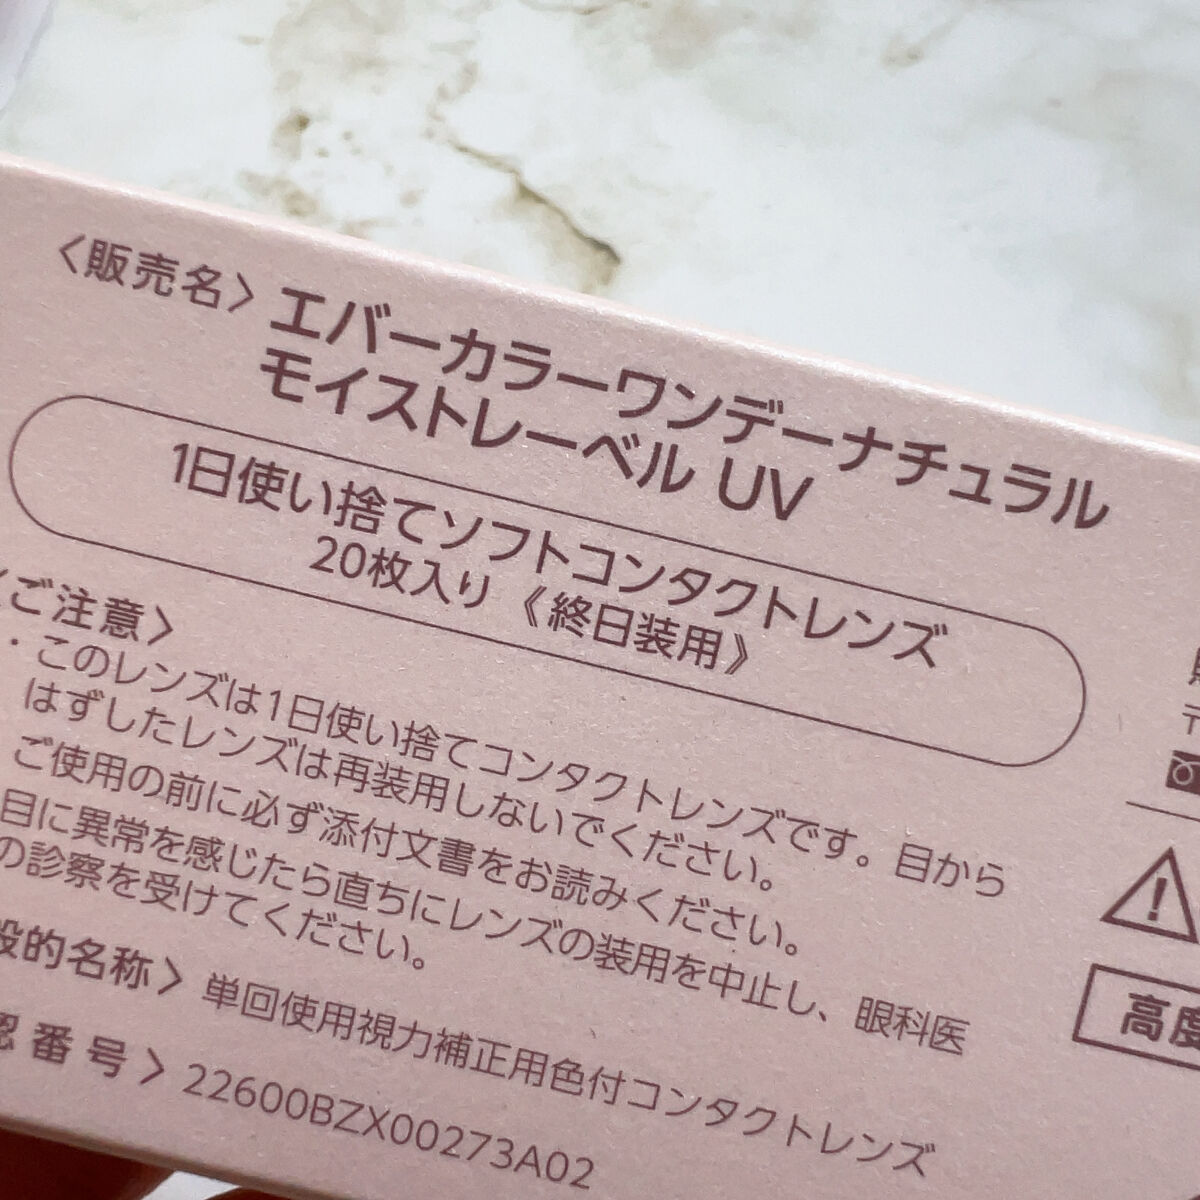 〈販売名〉エバーカラーワンデーナチュラル
モイストレーベル UV
1日使い捨てソフトコンタクトレンズ
20枚入り 《終日装用》
〈ご注意〉
・このレンズは1日使い捨てコンタクトレンズです。目から
はずしたレンズは再装用しないでください。
ご使用の前に必ず添付文書をお読みください。
目に異常を感じたら直ちにレンズの装用を中止し、眼科医
の診察を受けてください。
般的名称〉単回使用視力補正用色付コンタクトレンズ
認番号〉22600BZX00273A02
〒
高度